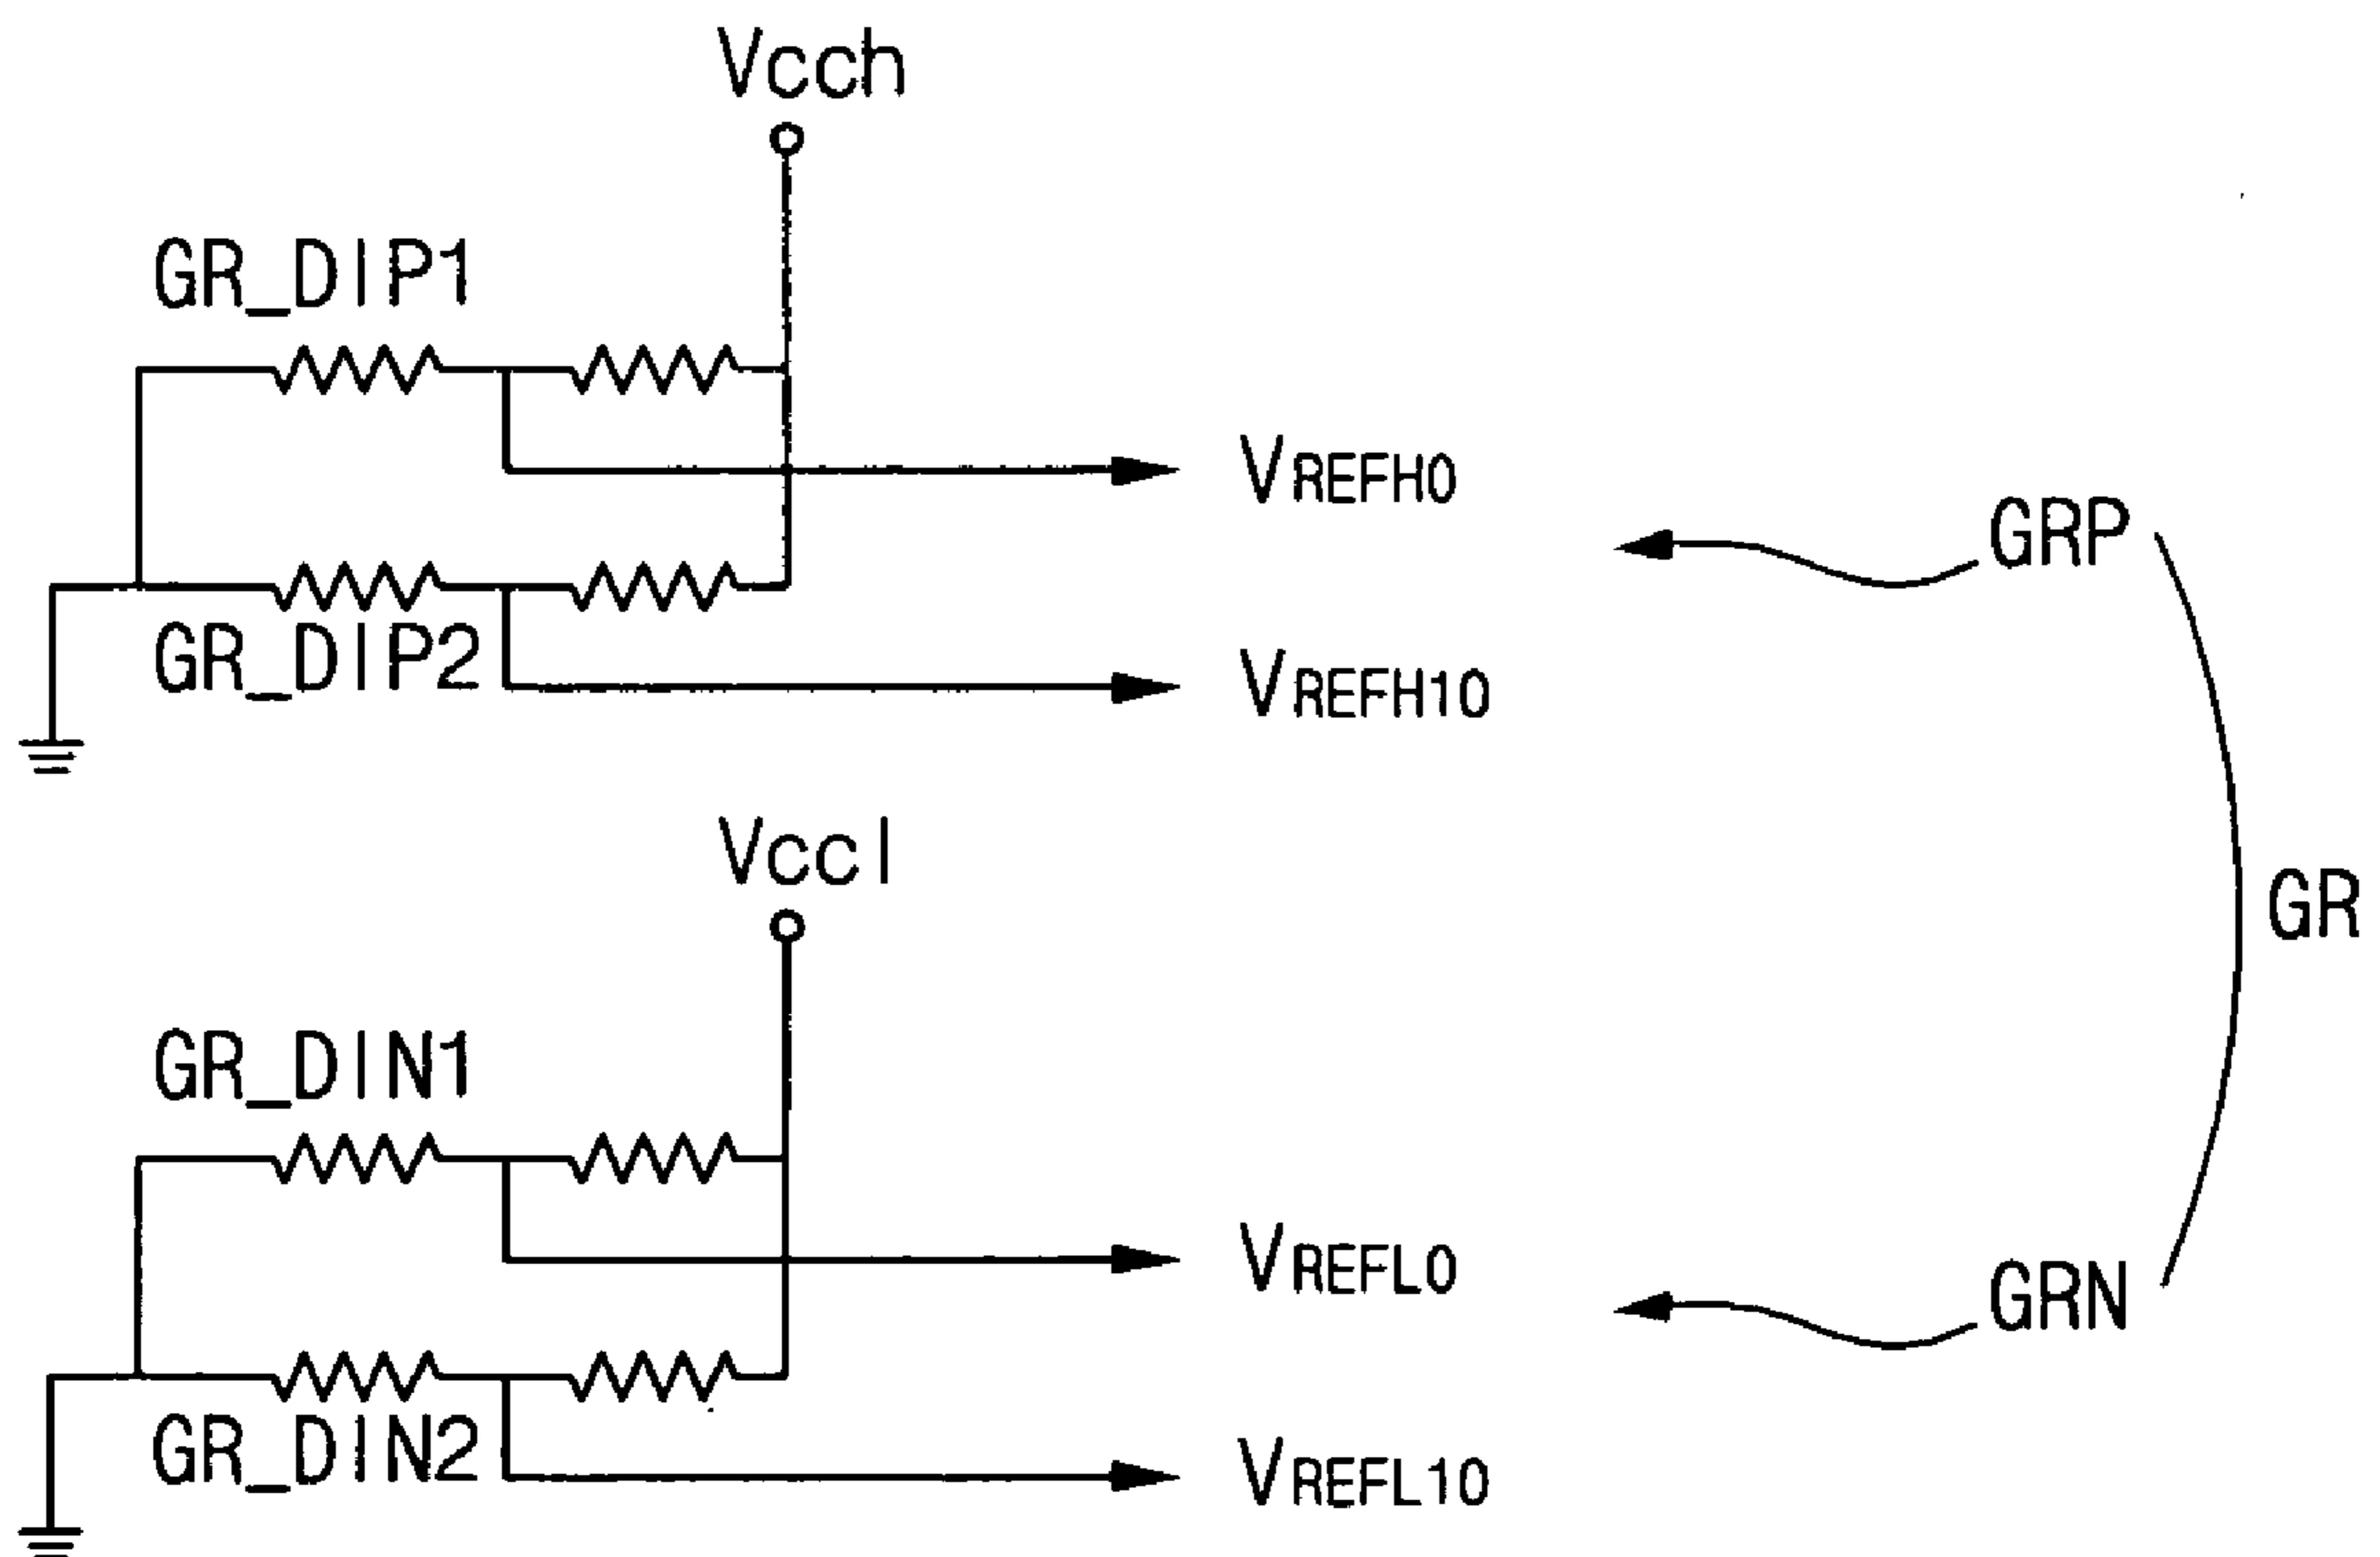 Vcch
GR_DIP1
VREFH0
GRP
GR_DIP2
VREFH10
Vccl
GR
GR_DIN1
VREFL0
GRN
GR_DIN2
VREFL10